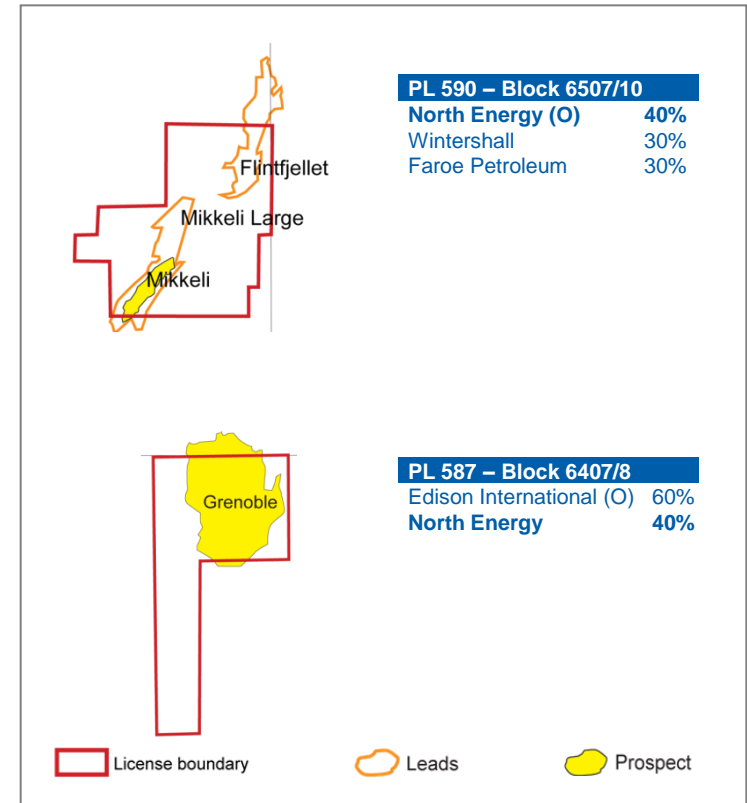 PL 590 – Block 6507/10
North Energy (O) 40%
Wintershall 30%
Faroe Petroleum 30%
Flintfjellet
Mikkeli Large
Mikkeli
PL 587 – Block 6407/8
Edison International (O) 60%
North Energy 40%
Grenoble
License boundary
Leads
Prospect